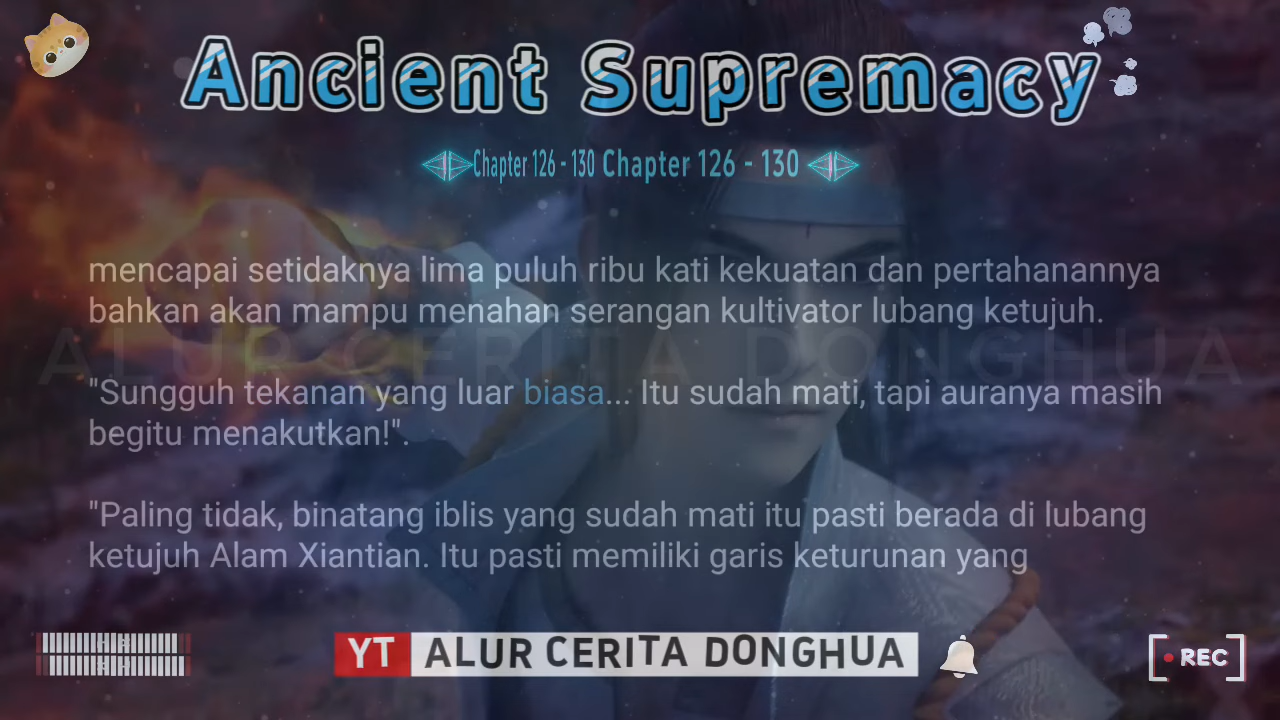 Ancient Supremacy
Chapter 126 - 130 Chapter 126 - 130
mencapai setidaknya lima puluh ribu kati kekuatan dan pertahanannya
bahkan akan mampu menahan serangan kultivator lubang ketujuh.
ALUR CERITA DONGHUA
"Sungguh tekanan yang luar biasa... Itu sudah mati, tapi auranya masih
begitu menakutkan!".
"Paling tidak, binatang iblis yang sudah mati itu pasti berada di lubang
ketujuh Alam Xiantian. Itu pasti memiliki garis keturunan yang
YT ALUR CERITA DONGHUA
REC